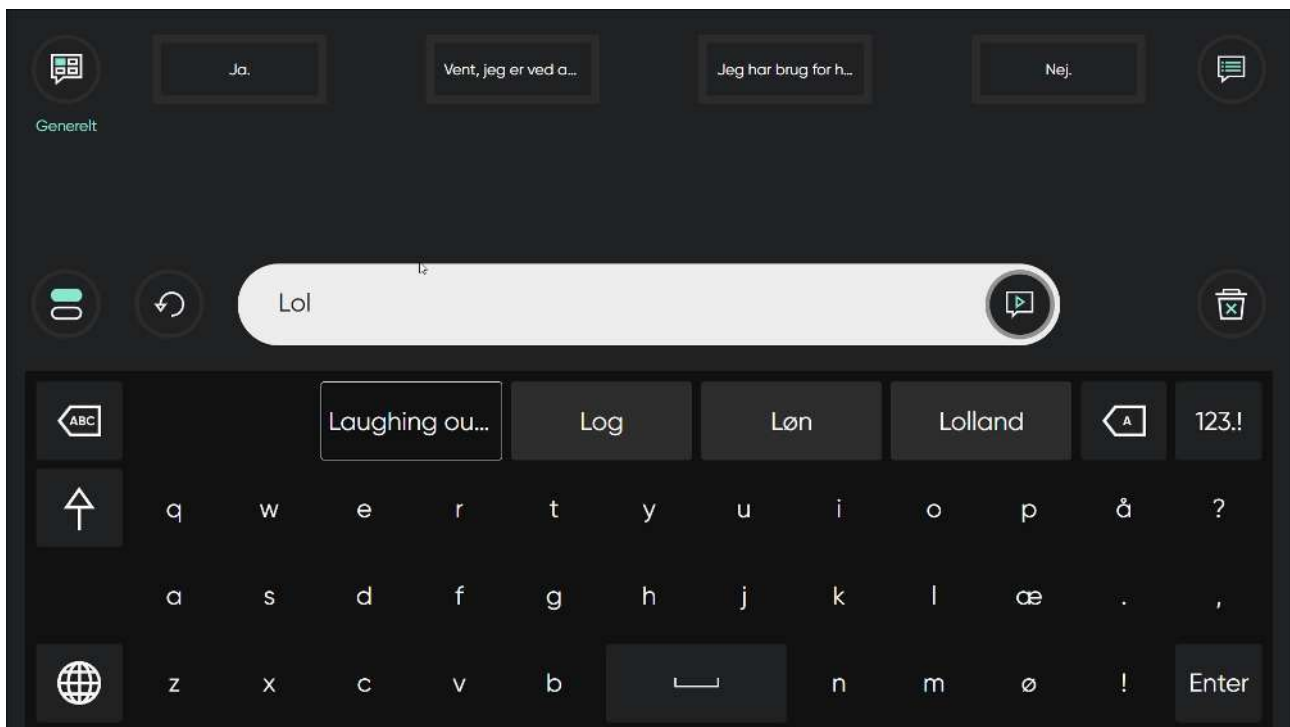 Ja.
Vent, jeg er ved a...
Jeg har brug for h...
Nej.
Generelt
Lol
ABC
Laughing ou...
Log
Løn
Lolland
A
123.!
q w e r t y u i o p å ?
a s d f g h j k l æ . ,
z x c v b n m ø ! Enter